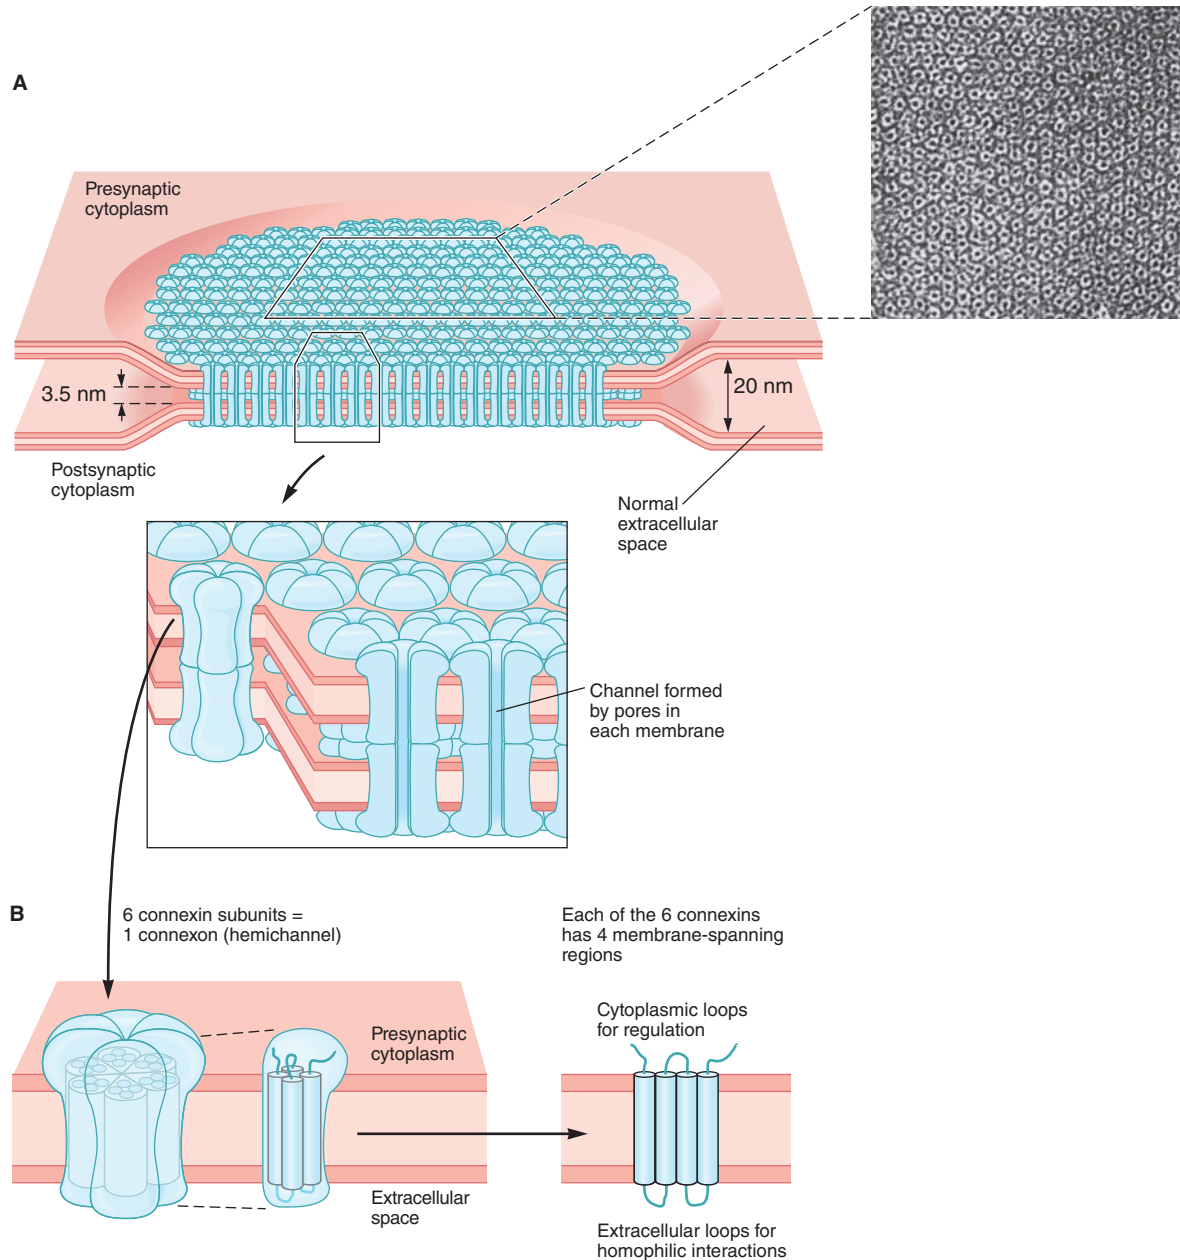 A
Presynaptic
cytoplasm
3.5 nm
20 nm
Postsynaptic
cytoplasm
Normal
extracellular
space
Channel formed
by pores in
each membrane
B
6 connexin subunits =
1 connexon (hemichannel)
Each of the 6 connexins
has 4 membrane-spanning
regions
Presynaptic
cytoplasm
Cytoplasmic loops
for regulation
Extracellular
space
Extracellular loops for
homophilic interactions